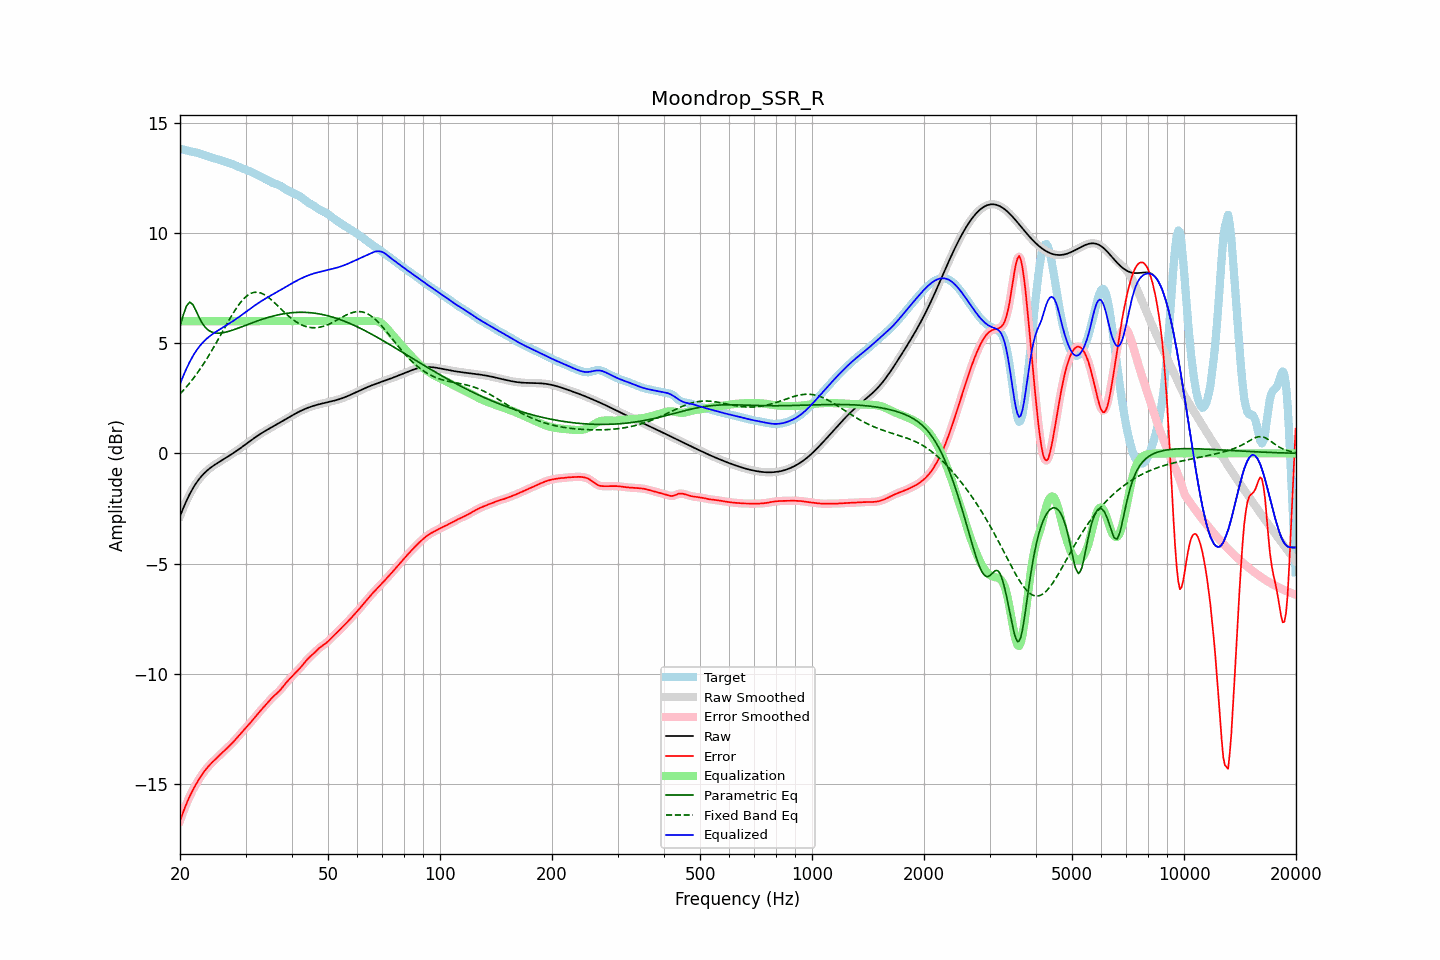 Moondrop_SSR_R
Amplitude (dBr)
15
10
5
0
−5
−10
−15
Target
Raw Smoothed
Error Smoothed
Raw
Error
Equalization
Parametric Eq
Fixed Band Eq
Equalized
20 50 100 200 500 1000 2000 5000 10000 20000
Frequency (Hz)